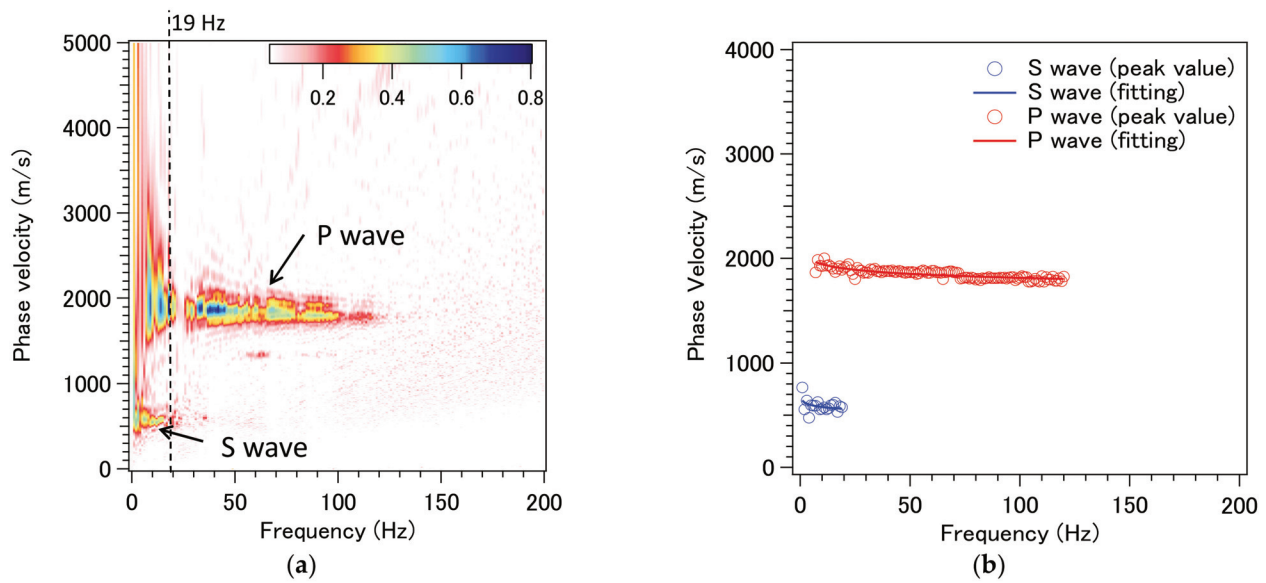 19 Hz
5000
4000
3000
2000
1000
0
Phase velocity (m/s)
0.2 0.4 0.6 0.8
P wave
S wave
0 50 100 150 200
Frequency (Hz)
(a)
4000
3000
2000
1000
0
Phase Velocity (m/s)
S wave (peak value)
S wave (fitting)
P wave (peak value)
P wave (fitting)
0 50 100 150 200
Frequency (Hz)
(b)